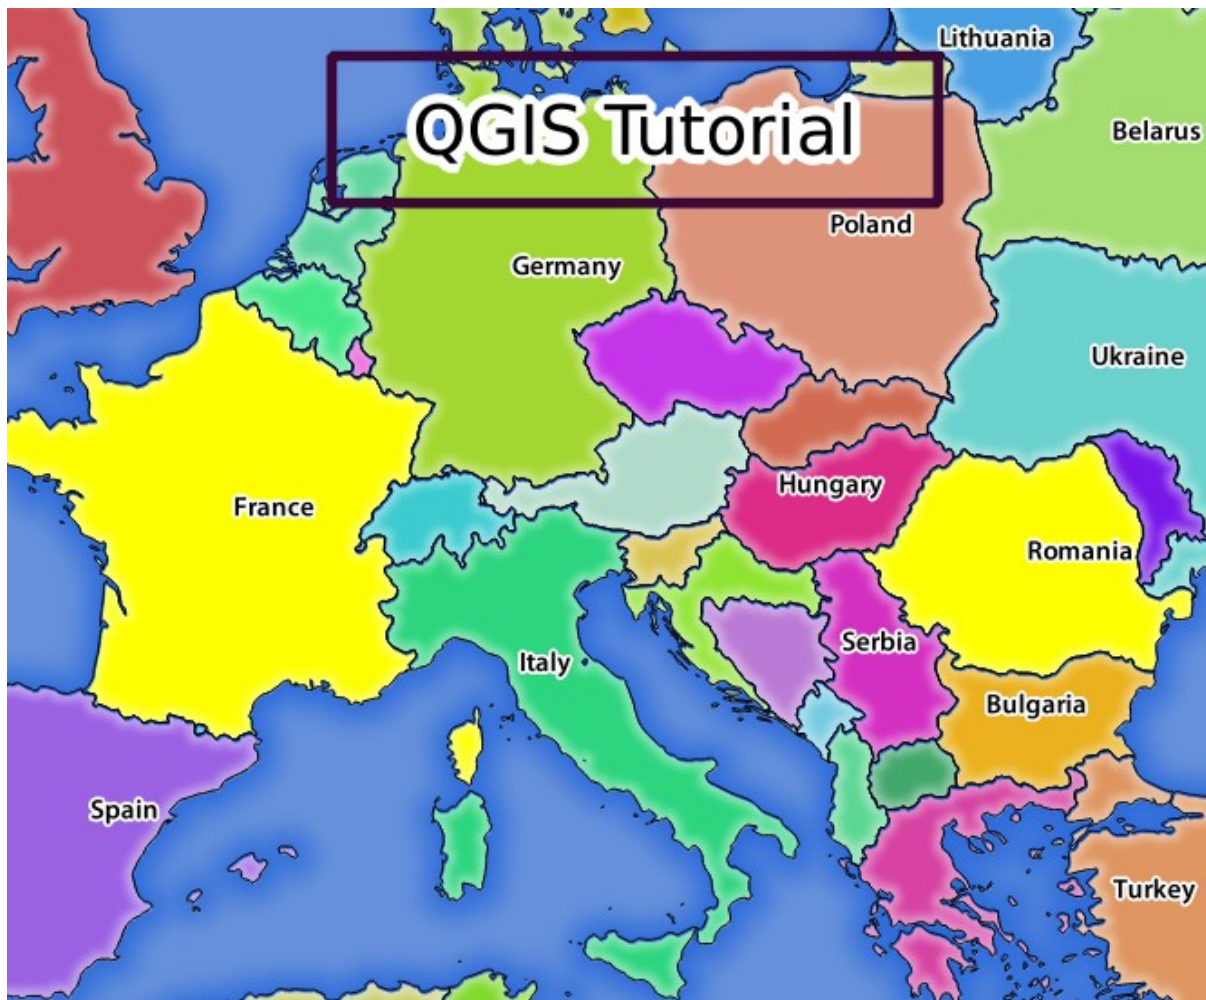 Lithuania
QGIS Tutorial
Belarus
Poland
Germany
Ukraine
Hungary
France
Romania
Serbia
Italy
Bulgaria
Spain
Turkey